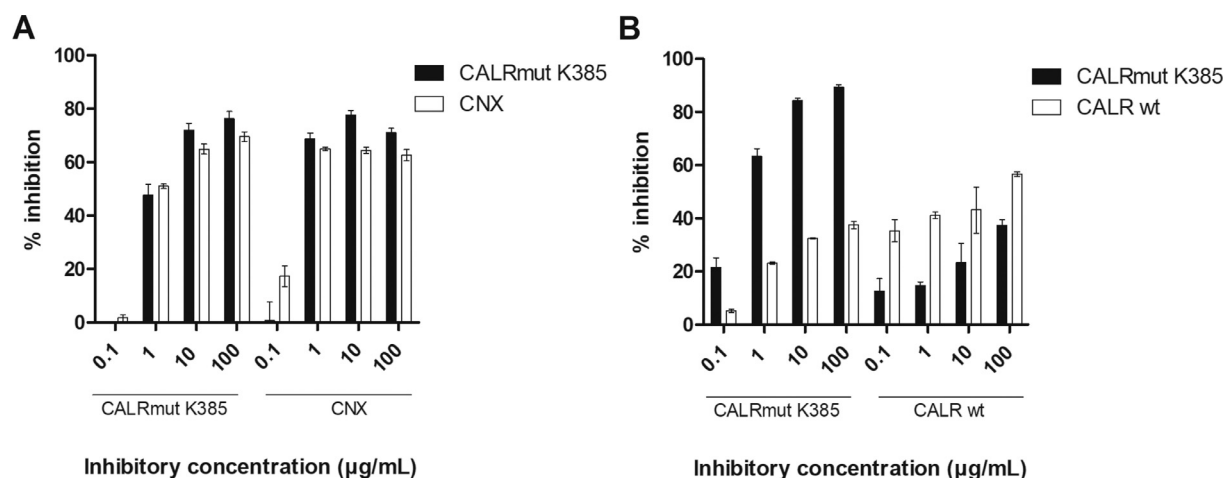 A
% inhibition
100
80
60
40
20
0
CALRmut K385
CNX
0.1 1 10 100 0.1 1 10 100
CALRmut K385 CNX
Inhibitory concentration (µg/mL)
B
% inhibition
100
80
60
40
20
0
CALRmut K385
CALR wt
0.1 1 10 100 0.1 1 10 100
CALRmut K385 CALR wt
Inhibitory concentration (µg/mL)